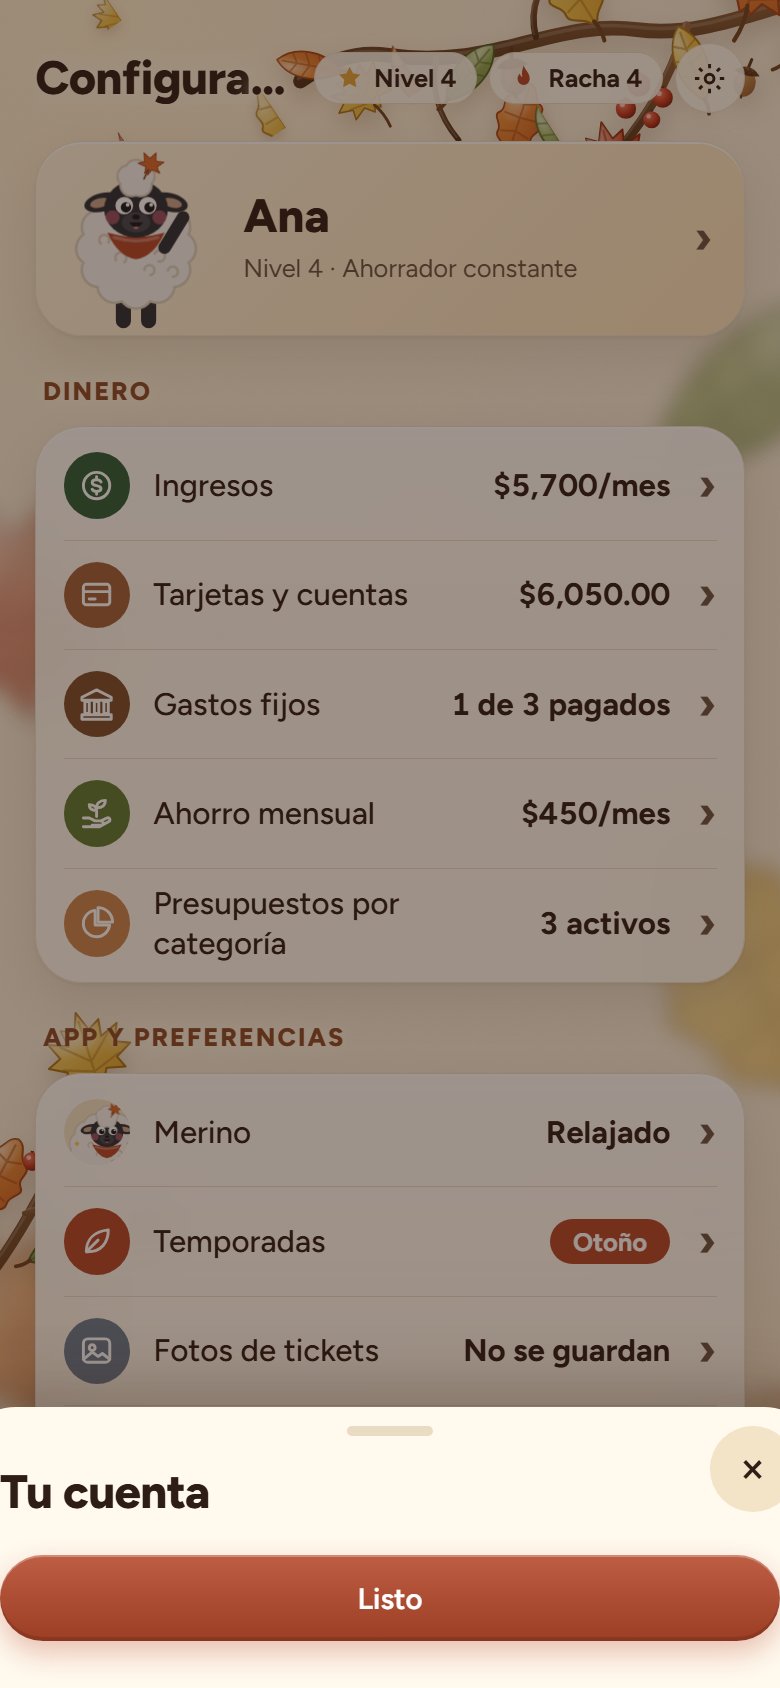 Configura...
Nivel 4
Racha 4
Ana
Nivel 4 · Ahorrador constante
DINERO
Ingresos $5,700/mes
Tarjetas y cuentas $6,050.00
Gastos fijos 1 de 3 pagados
Ahorro mensual $450/mes
Presupuestos por
categoría
3 activos
APP Y PREFERENCIAS
Merino Relajado
Temporadas Otoño
Fotos de tickets No se guardan
Tu cuenta
Listo